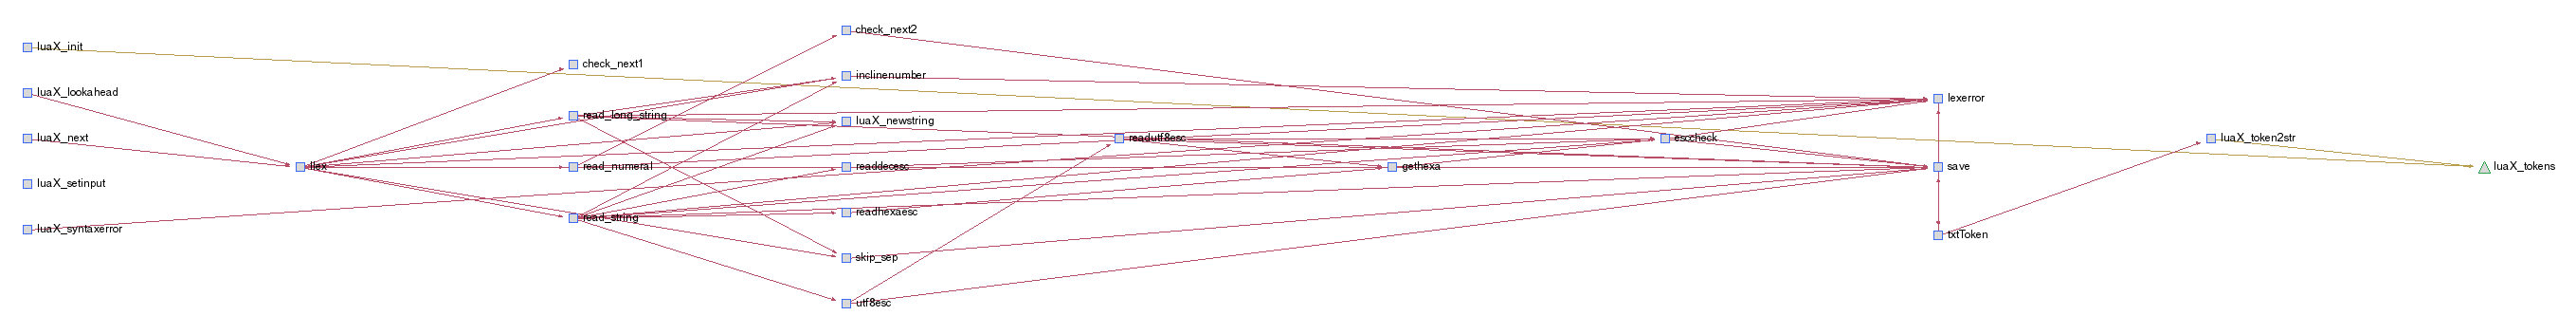 luaX_init
luaX_lookahead
luaX_next
luaX_setinput
luaX_syntaxerror
llex
check_next1
read_long_string
read_numeral
read_string
check_next2
inclinenumber
luaX_newstring
readdecesc
readhexaesc
skip_sep
utf8esc
readutf8esc
gethexa
esccheck
lexerror
save
txtToken
luaX_token2str
luaX_tokens